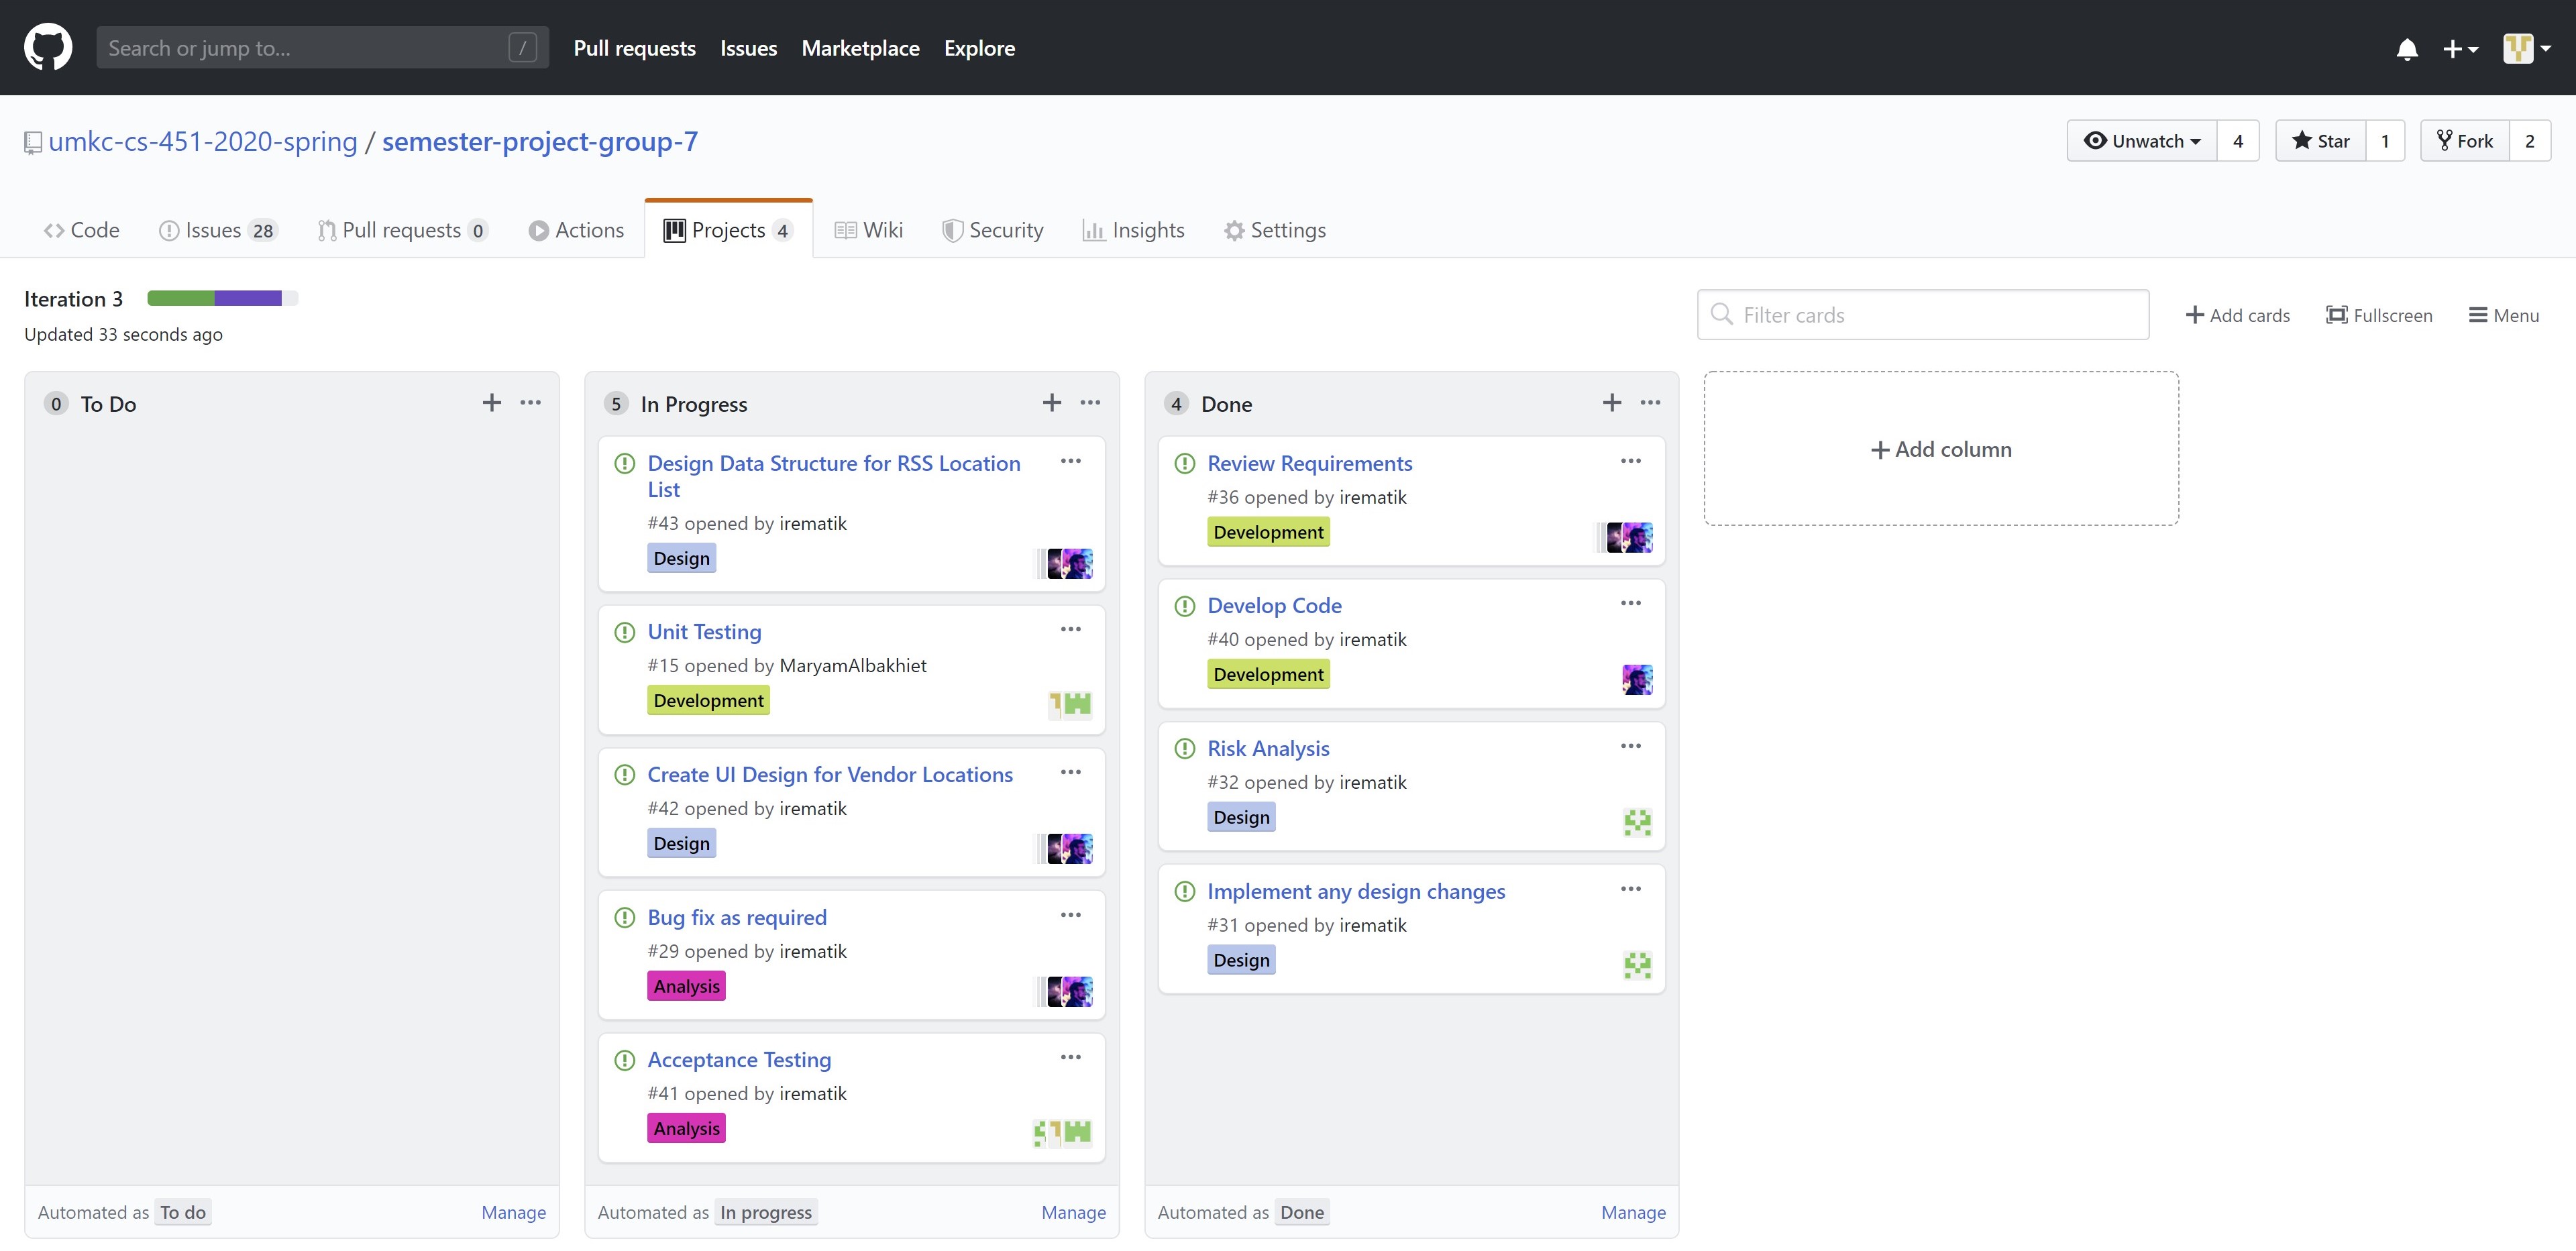 Search or jump to... / Pull requests Issues Marketplace Explore
umkc-cs-451-2020-spring / semester-project-group-7 Unwatch 4 Star 1 Fork 2
Code Issues 28 Pull requests 0 Actions Projects 4 Wiki Security Insights Settings
Iteration 3
Updated 33 seconds ago
Filter cards Add cards Fullscreen Menu
0 To Do
5 In Progress
Design Data Structure for RSS Location
List
#43 opened by irematik
Design
Unit Testing
#15 opened by MaryamAlbakhiet
Development
Create UI Design for Vendor Locations
#42 opened by irematik
Design
Bug fix as required
#29 opened by irematik
Analysis
Acceptance Testing
#41 opened by irematik
Analysis
4 Done
Review Requirements
#36 opened by irematik
Development
Develop Code
#40 opened by irematik
Development
Risk Analysis
#32 opened by irematik
Design
Implement any design changes
#31 opened by irematik
Design
Add column
Automated as To do Manage
Automated as In progress Manage
Automated as Done Manage